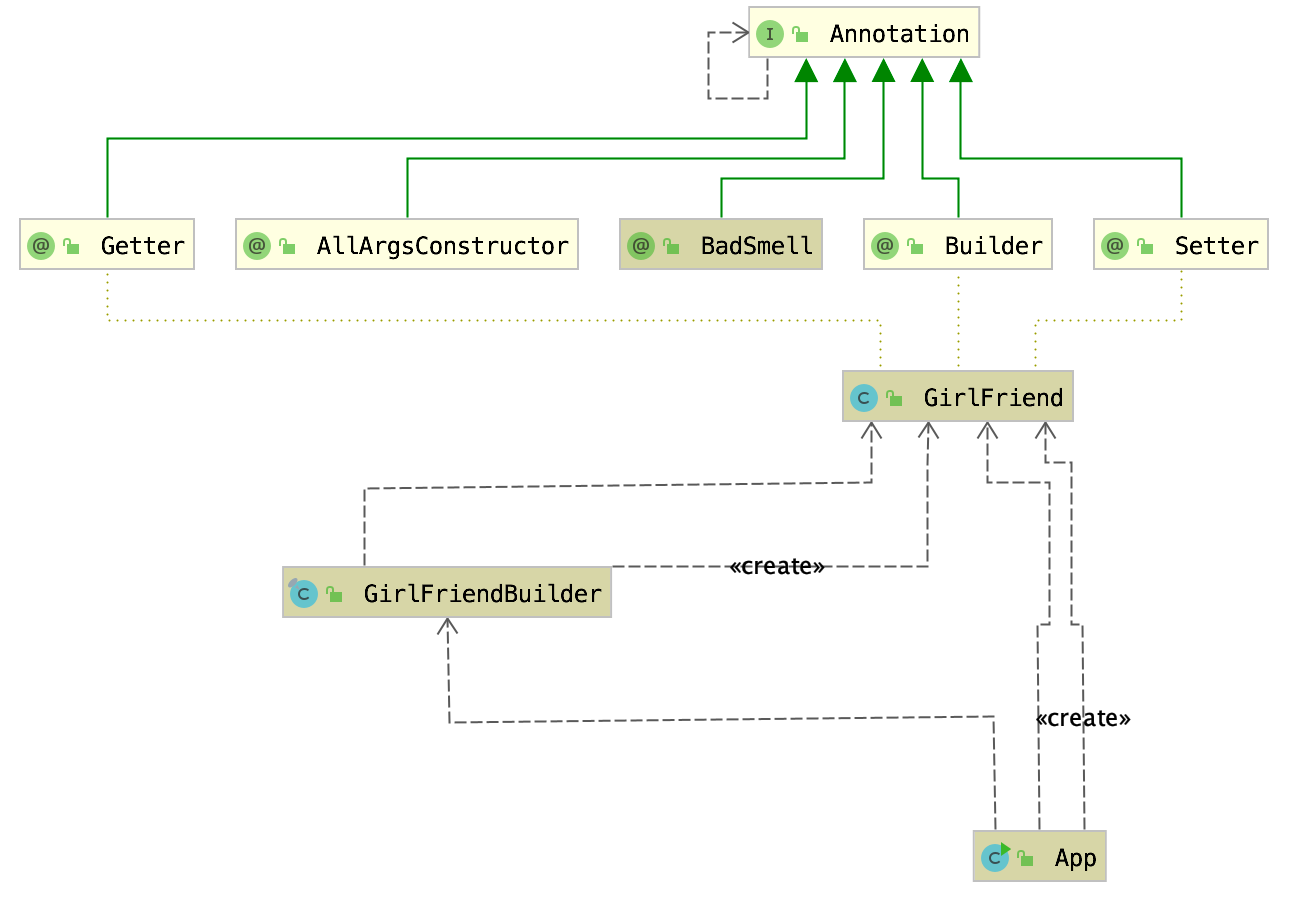 I Annotation
@ Getter
@ AllArgsConstructor
@ BadSmell
@ Builder
@ Setter
C GirlFriend
«create»
C GirlFriendBuilder
«create»
C App